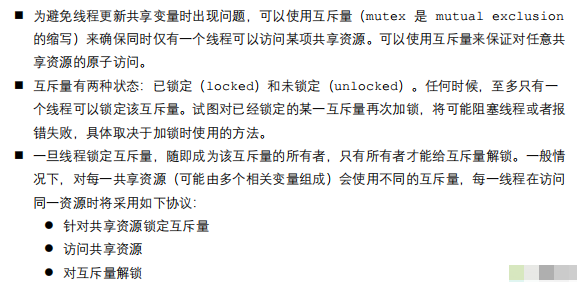 ■ 为避免线程更新共享变量时出现问题，可以使用互斥量（mutex 是 mutual exclusion
的缩写）来确保同时仅有一个线程可以访问某项共享资源。可以使用互斥量来保证对任意共
享资源的原子访问。
■ 互斥量有两种状态：已锁定（locked）和未锁定（unlocked）。任何时候，至多只有一
个线程可以锁定该互斥量。试图对已经锁定的某一互斥量再次加锁，将可能阻塞线程或者报
错失败，具体取决于加锁时使用的方法。
■ 一旦线程锁定互斥量，随即成为该互斥量的所有者，只有所有者才能给互斥量解锁。一般情
况下，对每一共享资源（可能由多个相关变量组成）会使用不同的互斥量，每一线程在访问
同一资源时将采用如下协议：
● 针对共享资源锁定互斥量
● 访问共享资源
● 对互斥量解锁